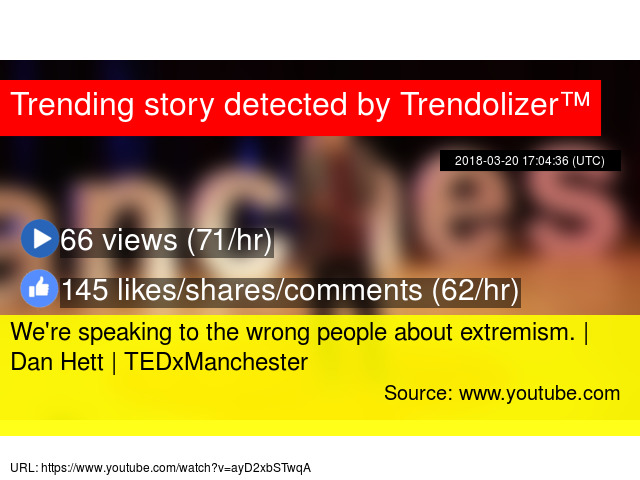 Trending story detected by Trendolizer™
2018-03-20 17:04:36 (UTC)
66 views (71/hr)
145 likes/shares/comments (62/hr)
We're speaking to the wrong people about extremism. |
Dan Hett | TEDxManchester
Source: www.youtube.com
URL: https://www.youtube.com/watch?v=ayD2xbSTwqA